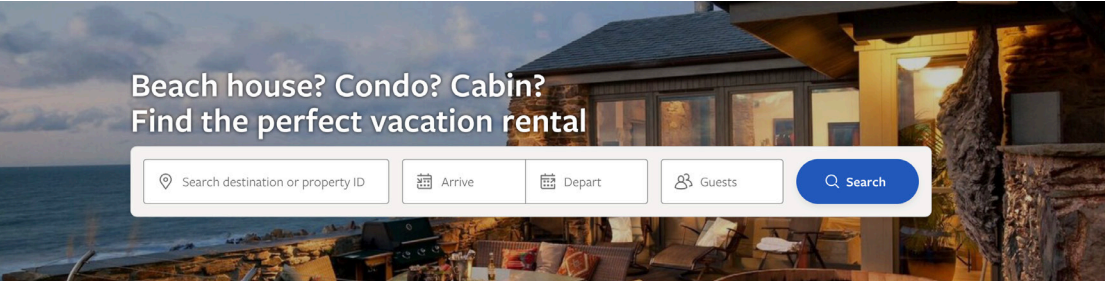 Beach house? Condo? Cabin?
Find the perfect vacation rental
Search destination or property ID
Arrive
Depart
Guests
Search